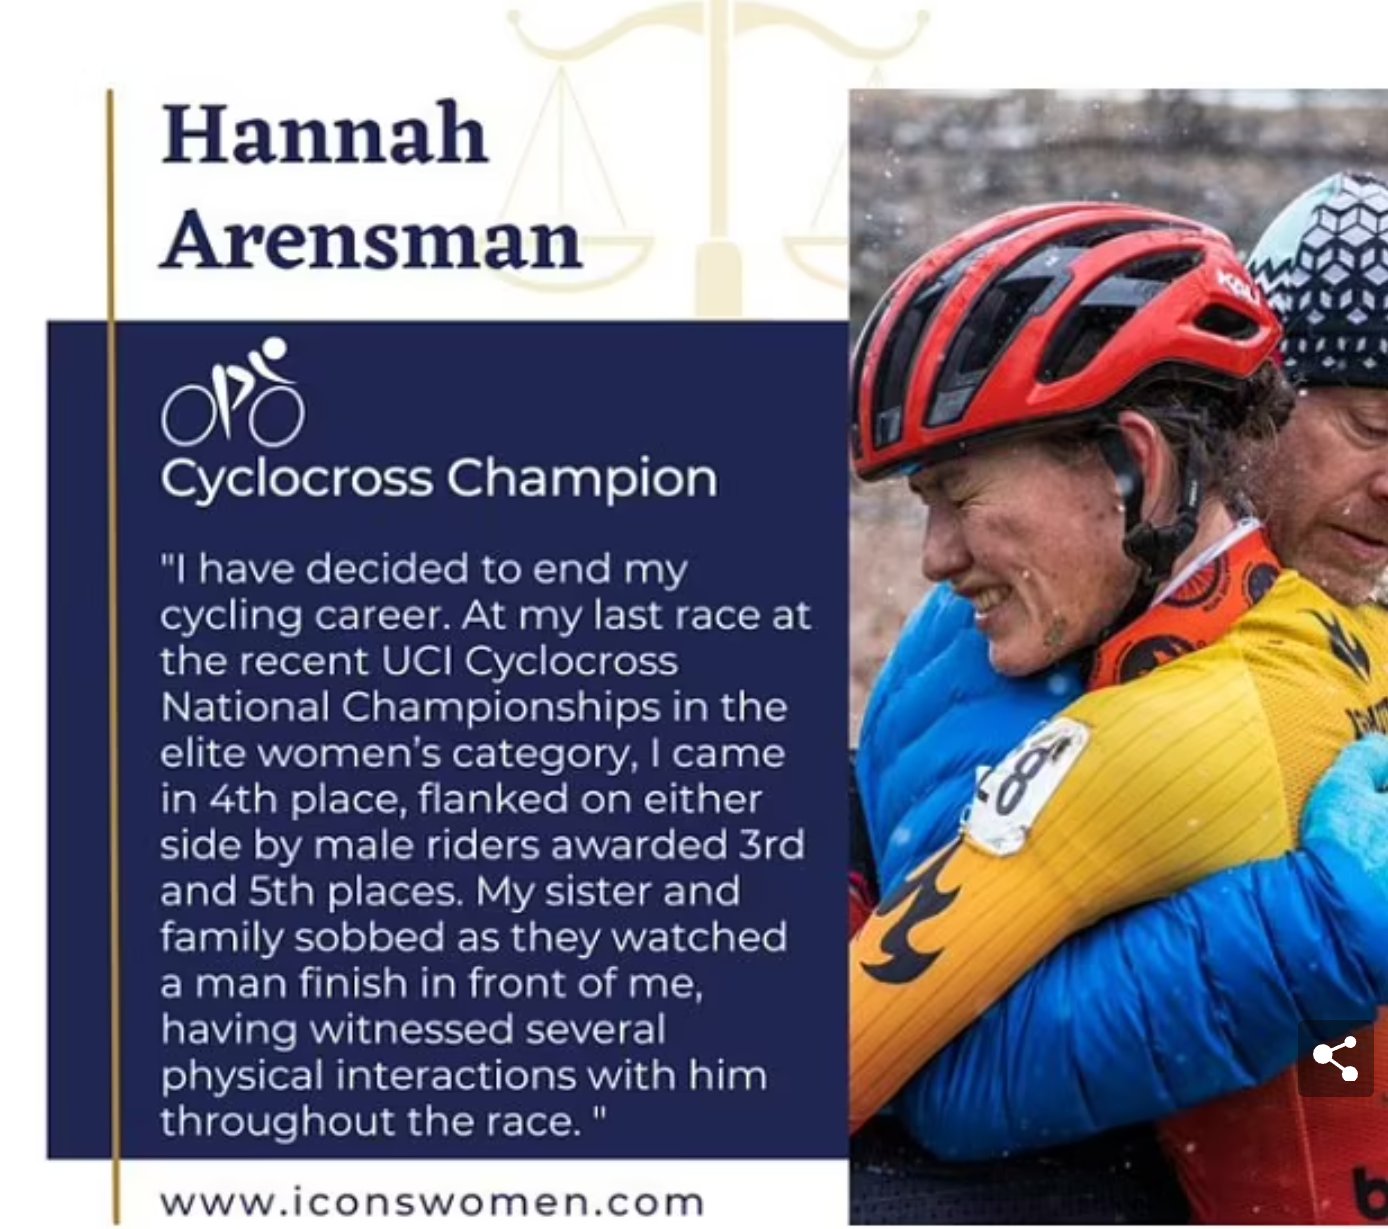 Hannah
Arensman
Cyclocross Champion
"I have decided to end my
cycling career. At my last race at
the recent UCI Cyclocross
National Championships in the
elite women's category, I came
in 4th place, flanked on either
side by male riders awarded 3rd
and 5th places. My sister and
family sobbed as they watched
a man finish in front of me,
having witnessed several
physical interactions with him
throughout the race. "
www.iconswomen.com
28